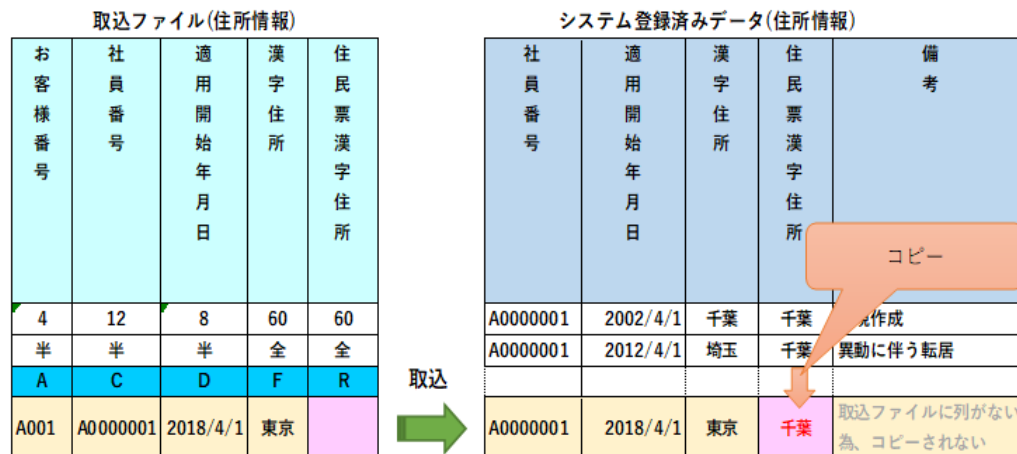 取込ファイル(住所情報)
お客様番号 社員番号 適用開始年月日 漢字住所 住民票漢字住所
4 12 8 60 60
半 半 半 全 全
A C D F R
A001 A0000001 2018/4/1 東京
取込
システム登録済みデータ(住所情報)
社員番号 適用開始年月日 漢字住所 住民票漢字住所 備考
コピー
A0000001 2002/4/1 千葉 千葉 規作成
A0000001 2012/4/1 埼玉 千葉 異動に伴う転居
A0000001 2018/4/1 東京 千葉 取込ファイルに列がない
為、コピーされない